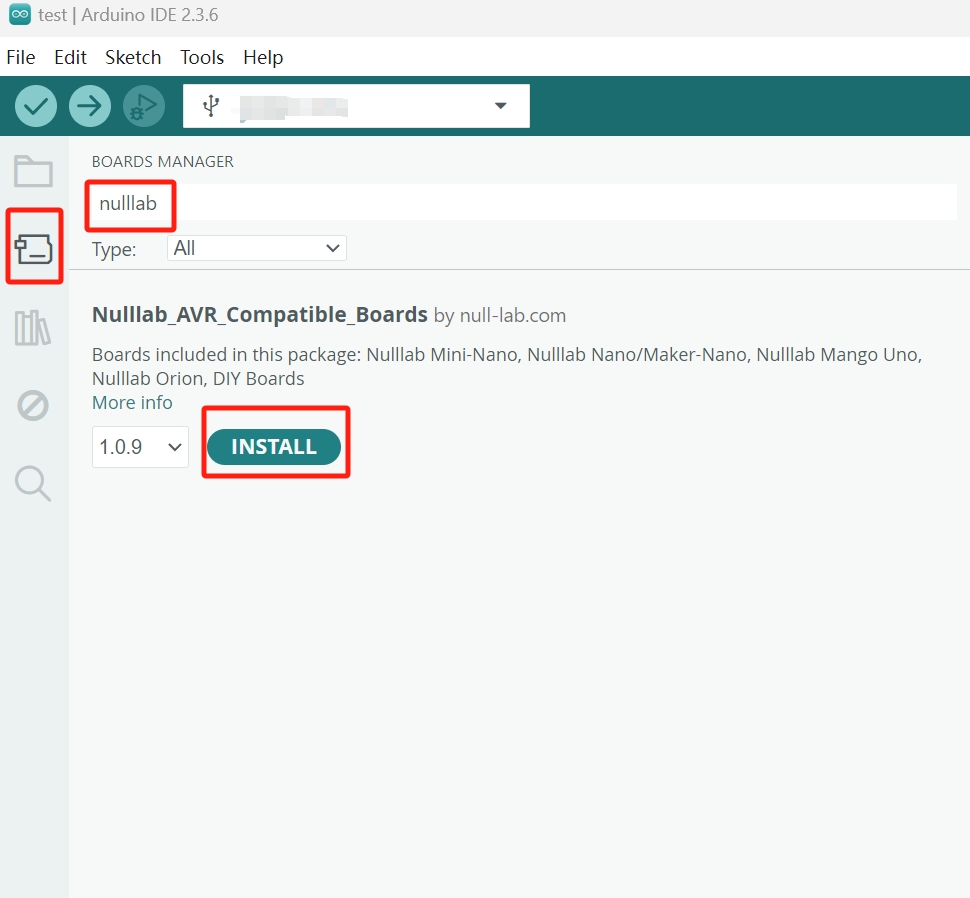 test | Arduino IDE 2.3.6
File Edit Sketch Tools Help
BOARDS MANAGER
nulllab
Type: All
Nulllab_AVR_Compatible_Boards by null-lab.com
Boards included in this package: Nulllab Mini-Nano, Nulllab Nano/Maker-Nano, Nulllab Mango Uno,
Nulllab Orion, DIY Boards
More info
1.0.9 INSTALL